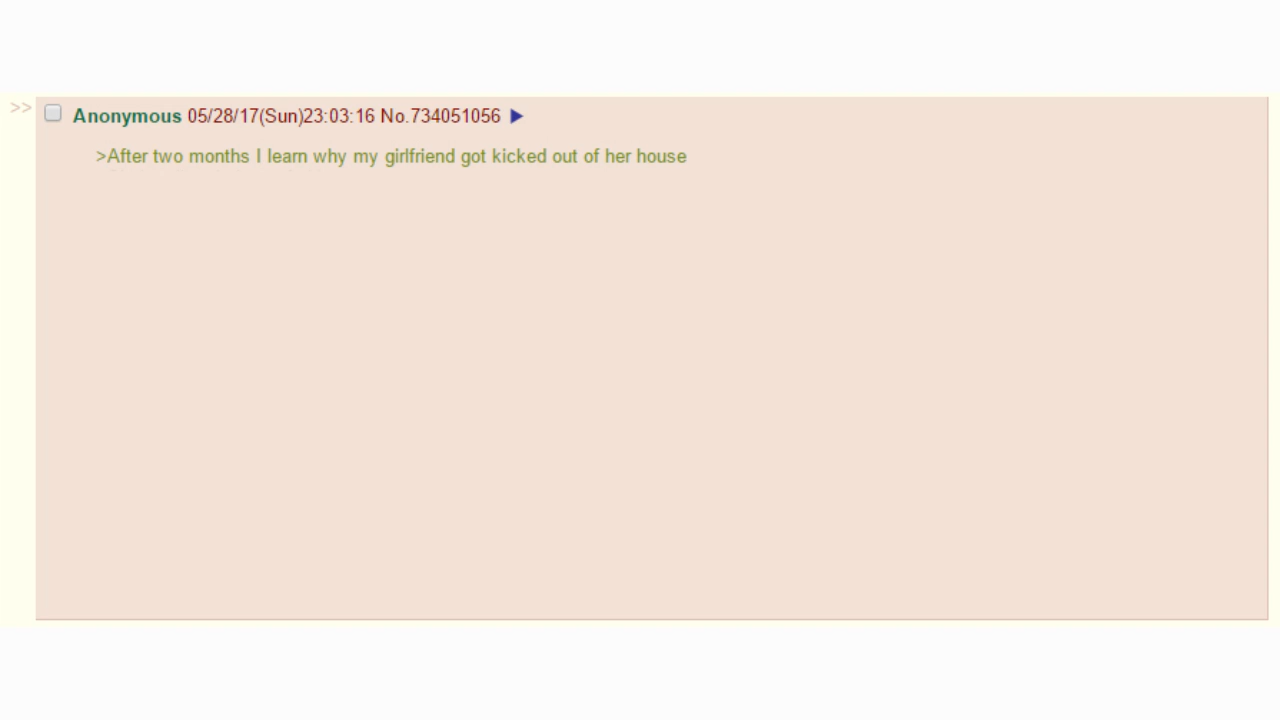 >> Anonymous 05/28/17(Sun)23:03:16 No.734051056 ▶
>After two months I learn why my girlfriend got kicked out of her house